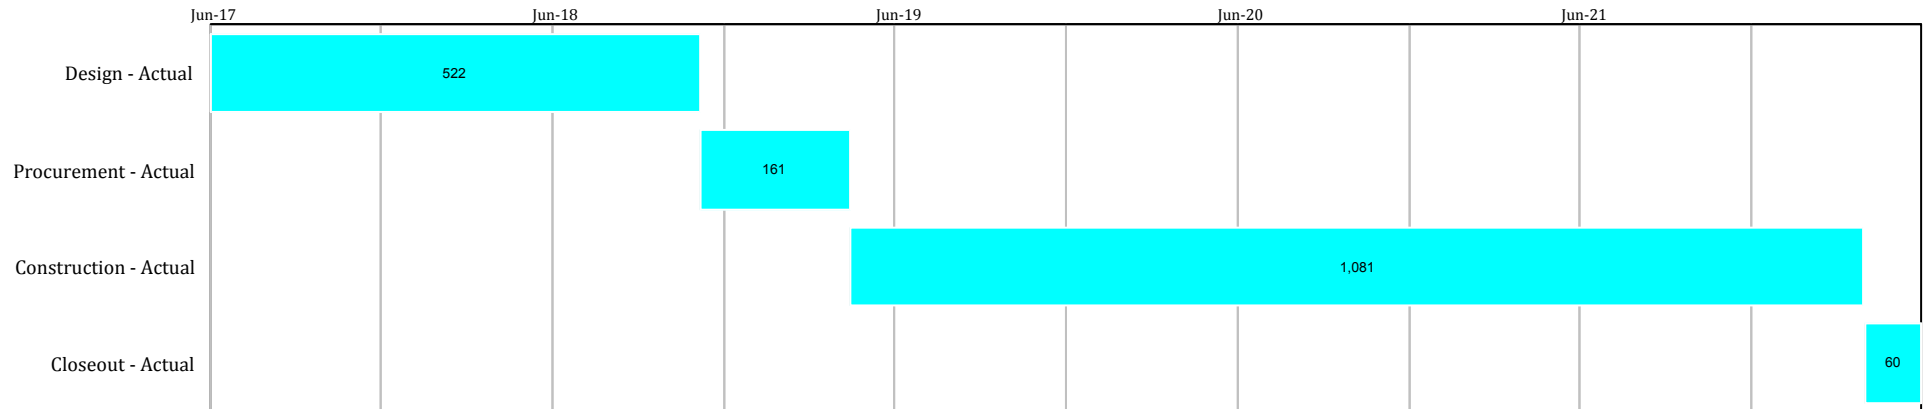 Jun-17 Jun-18 Jun-19 Jun-20 Jun-21
Design - Actual 522
Procurement - Actual 161
Construction - Actual 1,081
Closeout - Actual 60